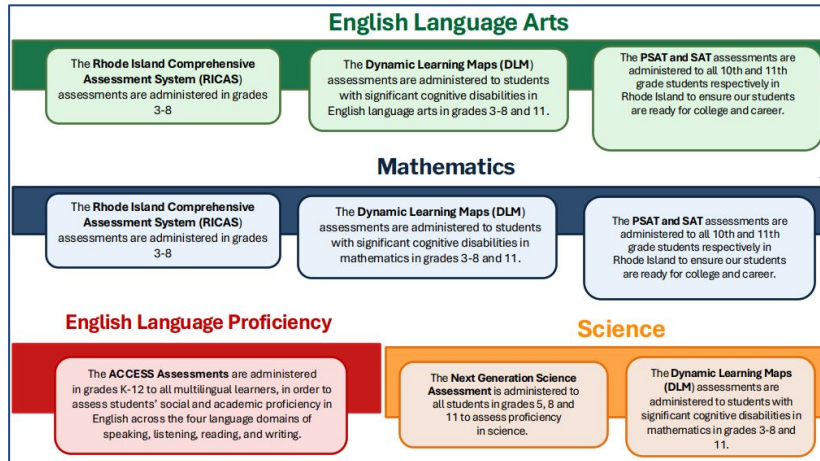 English Language Arts
The Rhode Island Comprehensive
Assessment System (RICAS)
assessments are administered in grades
3-8
The Dynamic Learning Maps (DLM)
assessments are administered to students
with significant cognitive disabilities in
English language arts in grades 3-8 and 11.
The PSAT and SAT assessments are
administered to all 10th and 11th
grade students respectively in
Rhode Island to ensure our students
are ready for college and career.
Mathematics
The Rhode Island Comprehensive
Assessment System (RICAS)
assessments are administered in grades
3-8
The Dynamic Learning Maps (DLM)
assessments are administered to students
with significant cognitive disabilities in
mathematics in grades 3-8 and 11.
The PSAT and SAT assessments are
administered to all 10th and 11th
grade students respectively in
Rhode Island to ensure our students
are ready for college and career.
English Language Proficiency
The ACCESS Assessments are administered
in grades K-12 to all multilingual learners, in order to
assess students' social and academic proficiency in
English across the four language domains of
speaking, listening, reading, and writing.
Science
The Next Generation Science
Assessment is administered to
all students in grades 5, 8 and
11 to assess proficiency
in science.
The Dynamic Learning Maps
(DLM) assessments are
administered to students with
significant cognitive disabilities in
mathematics in grades 3-8 and
11.